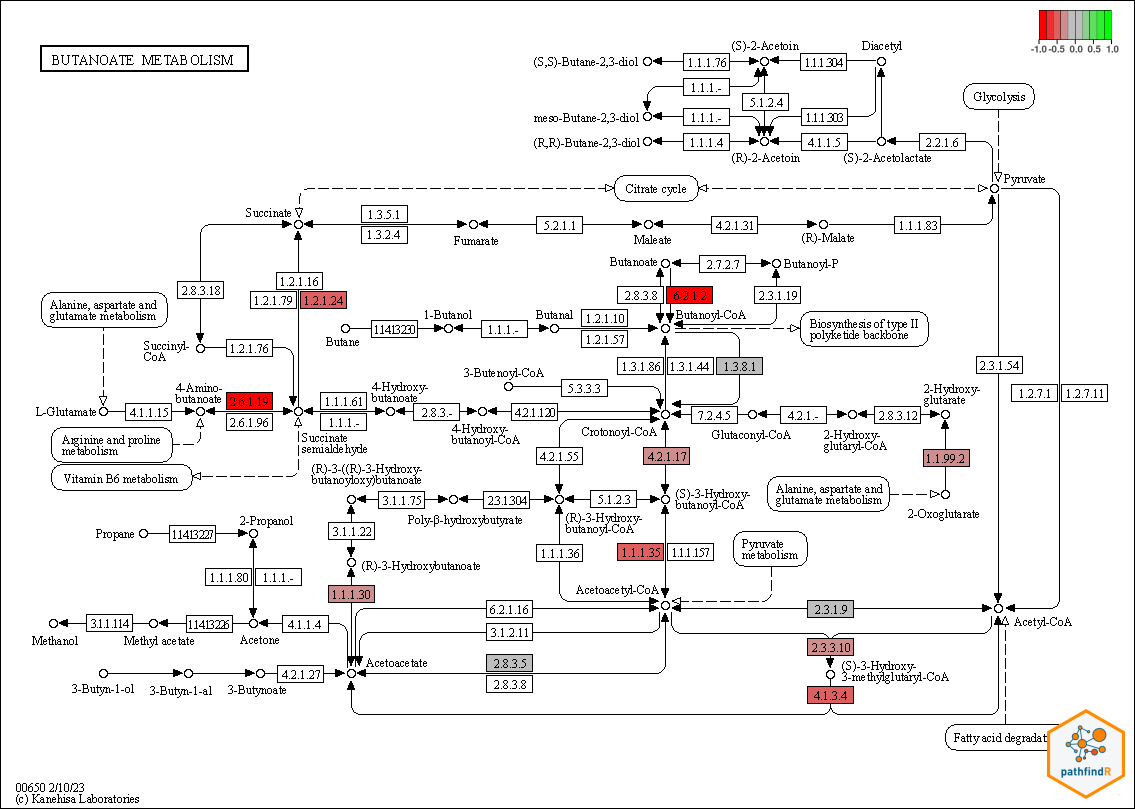 BUTANOATE METABOLISM
-1.0 -0.5 0.0 0.5 1.0
(S)-2-Acetoin
Diacetyl
(S,S)-Butane-2,3-diol
1.1.1.76
1.1.1.304
1.1.1.-
5.1.2.4
meso-Butane-2,3-diol
1.1.1.-
1.1.1.303
(R,R)-Butane-2,3-diol
1.1.1.4
4.1.1.5
2.2.1.6
(R)-2-Acetoin
(S)-2-Acetolactate
Glycolysis
Pyruvate
Citrate cycle
Succinate
1.3.5.1
1.3.2.4
Fumarate
5.2.1.1
Maleate
4.2.1.31
(R)-Malate
1.1.1.83
Butanoate
2.7.2.7
Butanoyl-P
2.8.3.18
1.2.1.16
1.2.1.79
1.2.1.24
2.8.3.8
6.2.1.2
2.3.1.19
Alanine, aspartate and
glutamate metabolism
1-Butanol
Butanal
1.2.1.10
Butanoyl-CoA
Butane
11413230
1.1.1.-
1.2.1.57
Biosynthesis of type II
polyketide backbone
Succinyl-
CoA
1.2.1.76
1.3.1.86
1.3.1.44
1.3.8.1
2.3.1.54
3-Butenoyl-CoA
5.3.3.3
1.2.7.1
1.2.7.11
4-Amino-
butanoate
2.6.1.19
4-Hydroxy-
butanoate
2-Hydroxy-
glutarate
L-Glutamate
4.1.1.15
2.6.1.96
1.1.1.61
1.1.1.-
2.8.3.-
4.2.1.120
7.2.4.5
4.2.1.-
2.8.3.12
Arginine and proline
metabolism
Succinate
semialdehyde
4-Hydroxy-
butanoyl-CoA
Crotonoyl-CoA
Glutaconyl-CoA
2-Hydroxy-
glutaryl-CoA
Vitamin B6 metabolism
4.2.1.55
4.2.1.17
1.1.99.2
(R)-3-((R)-3-Hydroxy-
butanoyloxy)butanoate
3.1.1.75
2.3.1.304
5.1.2.3
(S)-3-Hydroxy-
butanoyl-CoA
Alanine, aspartate and
glutamate metabolism
2-Oxoglutarate
Poly-β-hydroxybutyrate
(R)-3-Hydroxy-
butanoyl-CoA
2-Propanol
Propane
11413227
3.1.1.22
1.1.1.36
1.1.1.35
1.1.1.157
Pyruvate
metabolism
(R)-3-Hydroxybutanoate
1.1.1.80
1.1.1.-
1.1.1.30
Acetoacetyl-CoA
6.2.1.16
2.3.1.9
3.1.1.114
11413226
4.1.1.4
3.1.2.11
Acetyl-CoA
Methanol
Methyl acetate
Acetone
2.3.3.10
Acetoacetate
2.8.3.5
2.8.3.8
4.2.1.27
(S)-3-Hydroxy-
3-methylglutaryl-CoA
3-Butyn-1-ol
3-Butyn-1-al
3-Butynoate
4.1.3.4
Fatty acid degradat
pathfindR
00650 2/10/23
(c) Kanehisa Laboratories